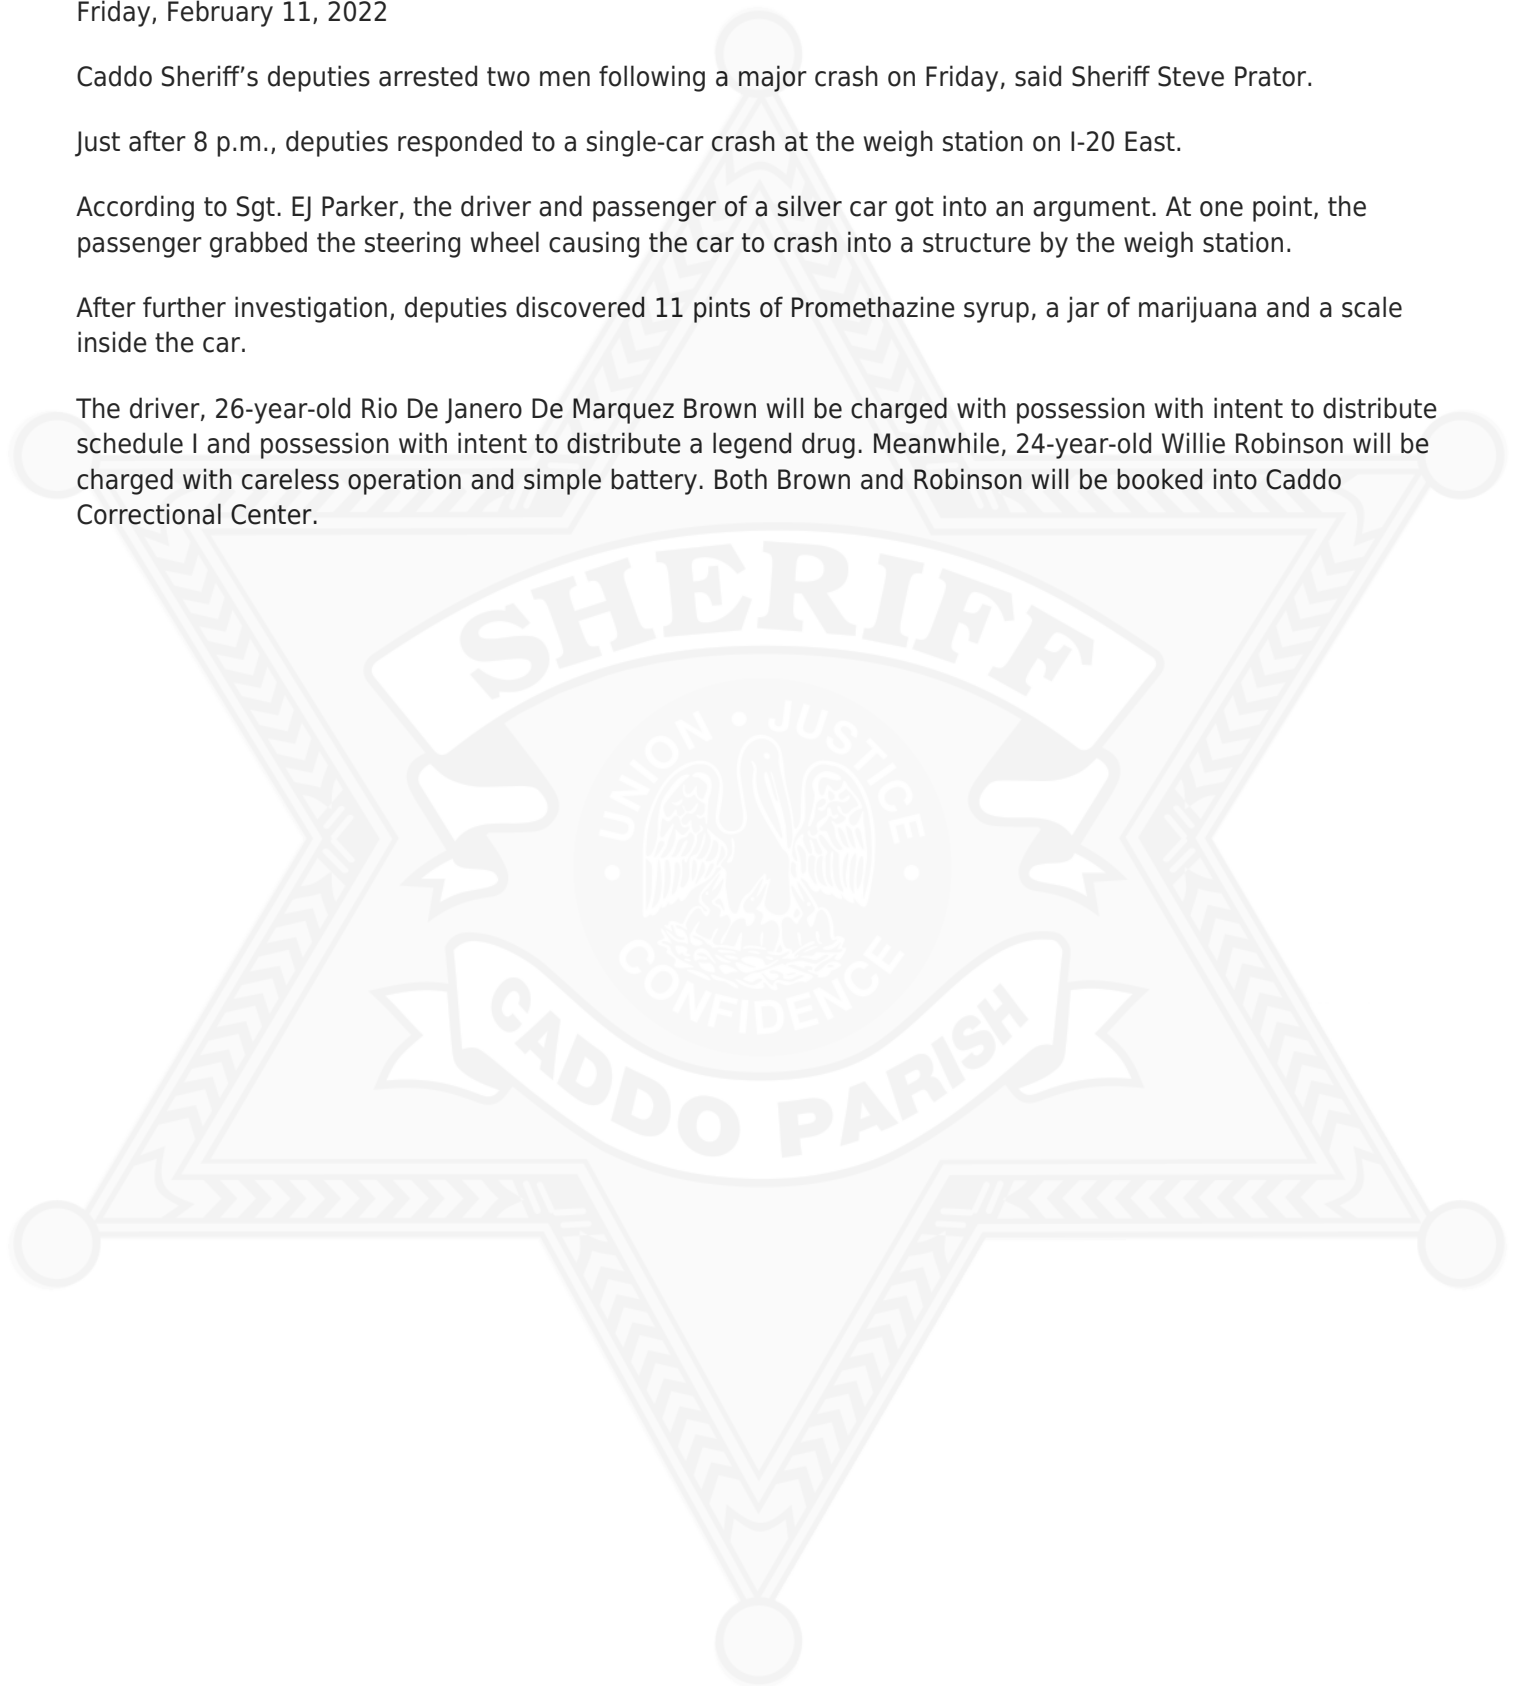 Friday, February 11, 2022
Caddo Sheriff’s deputies arrested two men following a major crash on Friday, said Sheriff Steve Prator.
Just after 8 p.m., deputies responded to a single-car crash at the weigh station on I-20 East.
According to Sgt. EJ Parker, the driver and passenger of a silver car got into an argument. At one point, the
passenger grabbed the steering wheel causing the car to crash into a structure by the weigh station.
After further investigation, deputies discovered 11 pints of Promethazine syrup, a jar of marijuana and a scale
inside the car.
The driver, 26-year-old Rio De Janero De Marquez Brown will be charged with possession with intent to distribute
schedule I and possession with intent to distribute a legend drug. Meanwhile, 24-year-old Willie Robinson will be
charged with careless operation and simple battery. Both Brown and Robinson will be booked into Caddo
Correctional Center.
SHERIFF
UNION • JUSTICE
• CONFIDENCE •
CADDO PARISH